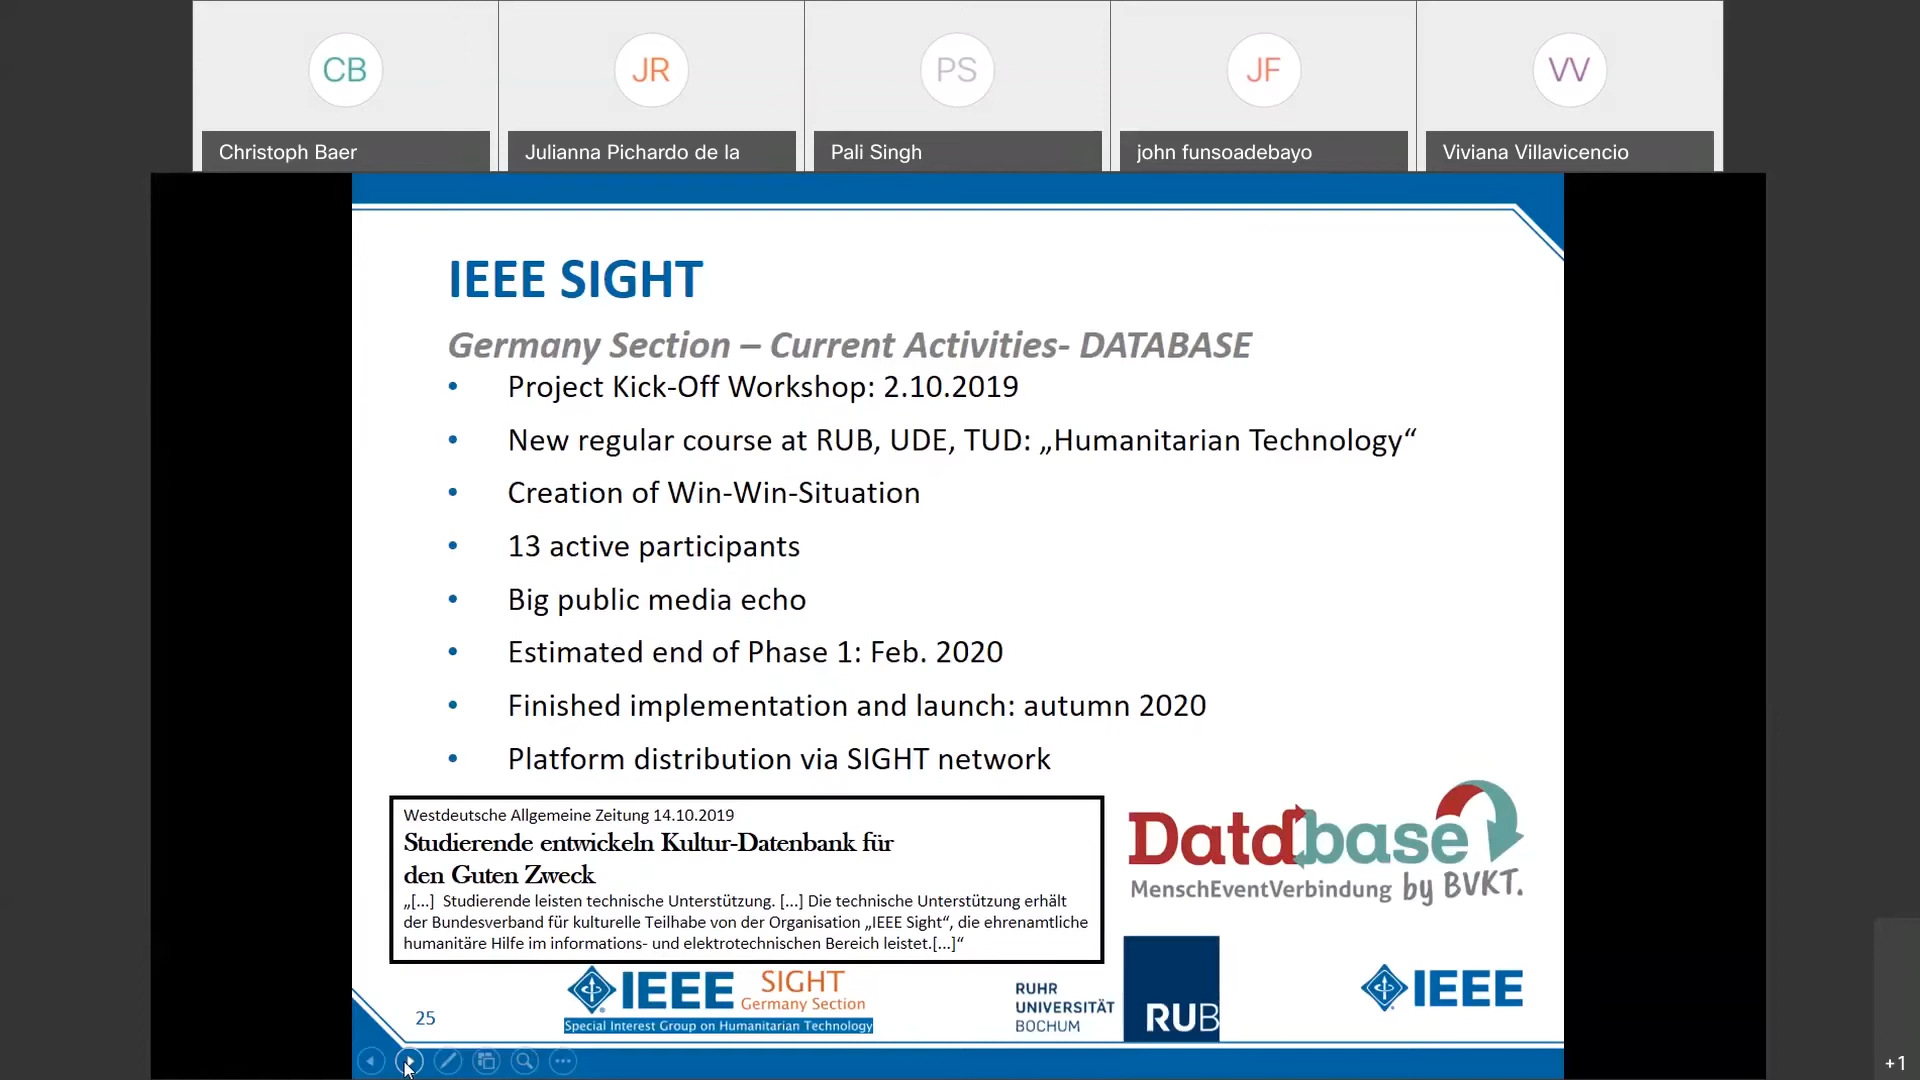 CB
JR
PS
JF
VV
Christoph Baer
Julianna Pichardo de la
Pali Singh
john funsoadebayo
Viviana Villavicencio
IEEE SIGHT
Germany Section – Current Activities- DATABASE
• Project Kick-Off Workshop: 2.10.2019
• New regular course at RUB, UDE, TUD: „Humanitarian Technology“
• Creation of Win-Win-Situation
• 13 active participants
• Big public media echo
• Estimated end of Phase 1: Feb. 2020
• Finished implementation and launch: autumn 2020
• Platform distribution via SIGHT network
Westdeutsche Allgemeine Zeitung 14.10.2019
Studierende entwickeln Kultur-Datenbank für
den Guten Zweck
„[...] Studierende leisten technische Unterstützung. [...] Die technische Unterstützung erhält
der Bundesverband für kulturelle Teilhabe von der Organisation „IEEE Sight“, die ehrenamtliche
humanitäre Hilfe im informations- und elektrotechnischen Bereich leistet.[...]“
Database
MenschEventVerbindung by BVKT.
25
IEEE SIGHT
Germany Section
Special Interest Group on Humanitarian Technology
RUHR
UNIVERSITÄT
BOCHUM
RUB
IEEE
+1